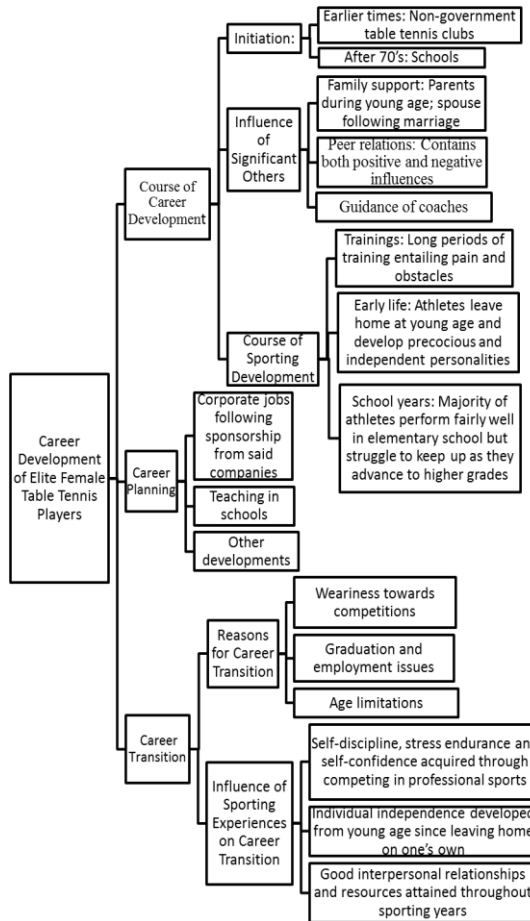 Career
Development
of Elite Female
Table Tennis
Players
Course of
Career
Development
Initiation:
Earlier times: Non-government
table tennis clubs
After 70's: Schools
Influence
of
Significant
Others
Family support: Parents
during young age; spouse
following marriage
Peer relations: Contains
both positive and negative
influences
Guidance of coaches
Course of
Sporting
Development
Trainings: Long periods of
training entailing pain and
obstacles
Early life: Athletes leave
home at young age and
develop precocious and
independent personalities
School years: Majority of
athletes perform fairly well
in elementary school but
struggle to keep up as they
advance to higher grades
Career
Planning
Corporate jobs
following
sponsorship
from said
companies
Teaching in
schools
Other
developments
Career
Transition
Reasons
for Career
Transition
Weariness towards
competitions
Graduation and
employment issues
Age limitations
Influence of
Sporting
Experiences
on Career
Transition
Self-discipline, stress endurance an
self-confidence acquired through
competing in professional sports
Individual independence developed
from young age since leaving home
on one's own
Good interpersonal relationships
and resources attained throughout
sporting years